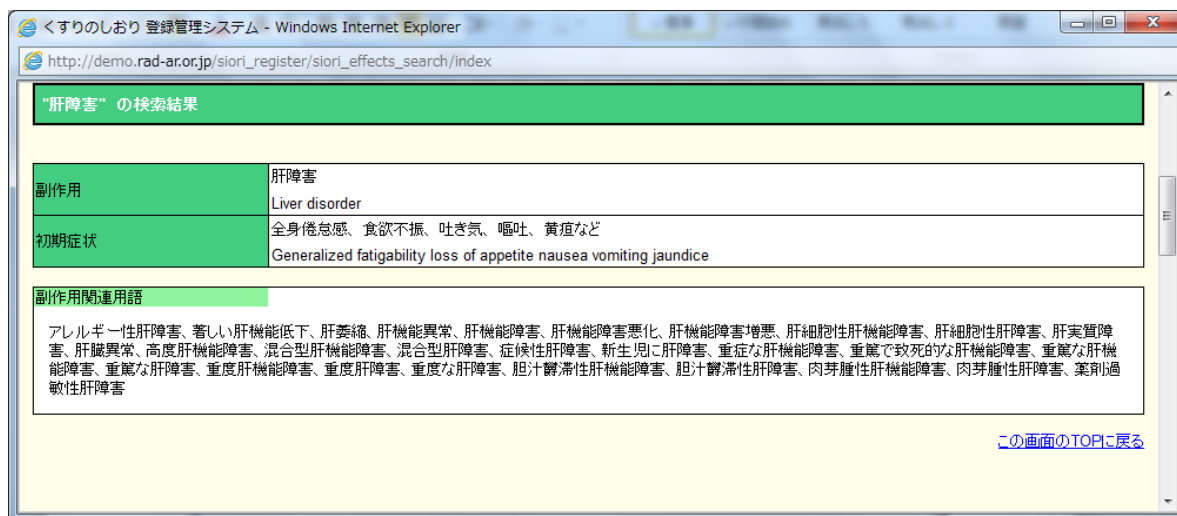 くすりのしおり 登録管理システム - Windows Internet Explorer
http://demo.rad-ar.or.jp/siori_register/siori_effects_search/index
"肝障害" の検索結果
副作用
肝障害
Liver disorder
初期症状
全身倦怠感、食欲不振、吐き気、嘔吐、黄疸など
Generalized fatigability loss of appetite nausea vomiting jaundice
副作用関連用語
アレルギー性肝障害、著しい肝機能低下、肝萎縮、肝機能異常、肝機能障害、肝機能障害悪化、肝機能障害増悪、肝細胞性肝機能障害、肝細胞性肝障害、肝実質障
害、肝臓異常、高度肝機能障害、混合型肝機能障害、混合型肝障害、症候性肝障害、新生児に肝障害、重症な肝機能障害、重篤で致死的な肝機能障害、重篤な肝機
能障害、重篤な肝障害、重度肝機能障害、重度肝障害、重度な肝障害、胆汁鬱滞性肝機能障害、胆汁鬱滞性肝障害、肉芽腫性肝機能障害、肉芽腫性肝障害、薬剤過
敏性肝障害
この画面のTOPに戻る